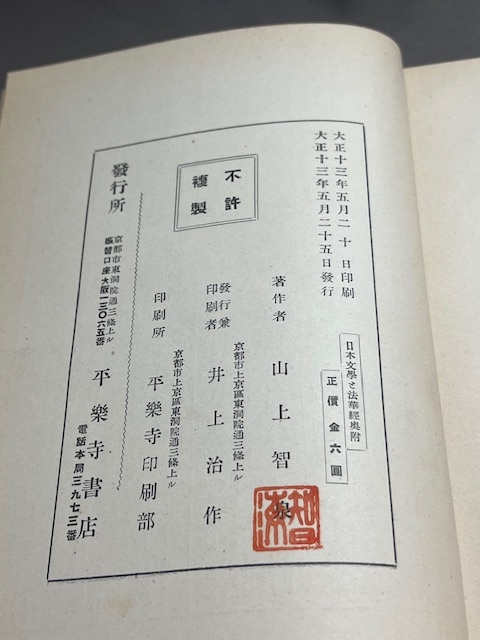 大正十三年五月二十日印刷
大正十三年五月二十五日發行
日本文學と法華經奥附
正價金六圓
不許
複製
著作者 山上智泉
京都市上京區東洞院通三條上ル
發行兼
印刷者 井上治作
京都市上京區東洞院通三條上ル
印刷所 平樂寺印刷部
發行所
京都市東洞院通三條上ル
振替口座大阪一三〇六五番
平樂寺書店
電話本局三九七三番